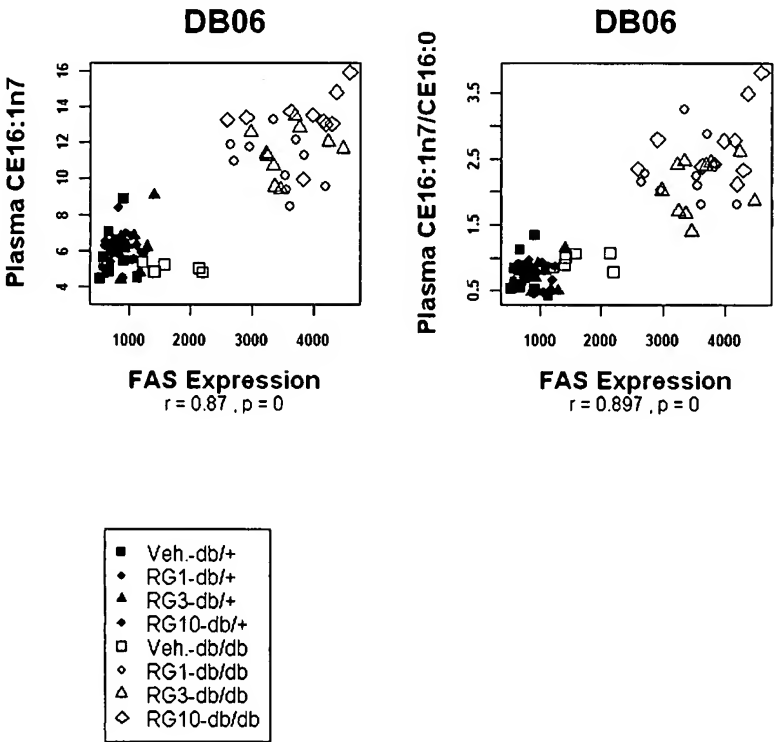 DB06
Plasma CE16:1n7
16
14
12
10
8
6
4
1000 2000 3000 4000
FAS Expression
r = 0.87 , p = 0
DB06
Plasma CE16:1n7/CE16:0
3.5
2.5
1.5
0.5
1000 2000 3000 4000
FAS Expression
r = 0.897 , p = 0
Veh.-db/+
RG1-db/+
RG3-db/+
RG10-db/+
Veh.-db/db
RG1-db/db
RG3-db/db
RG10-db/db